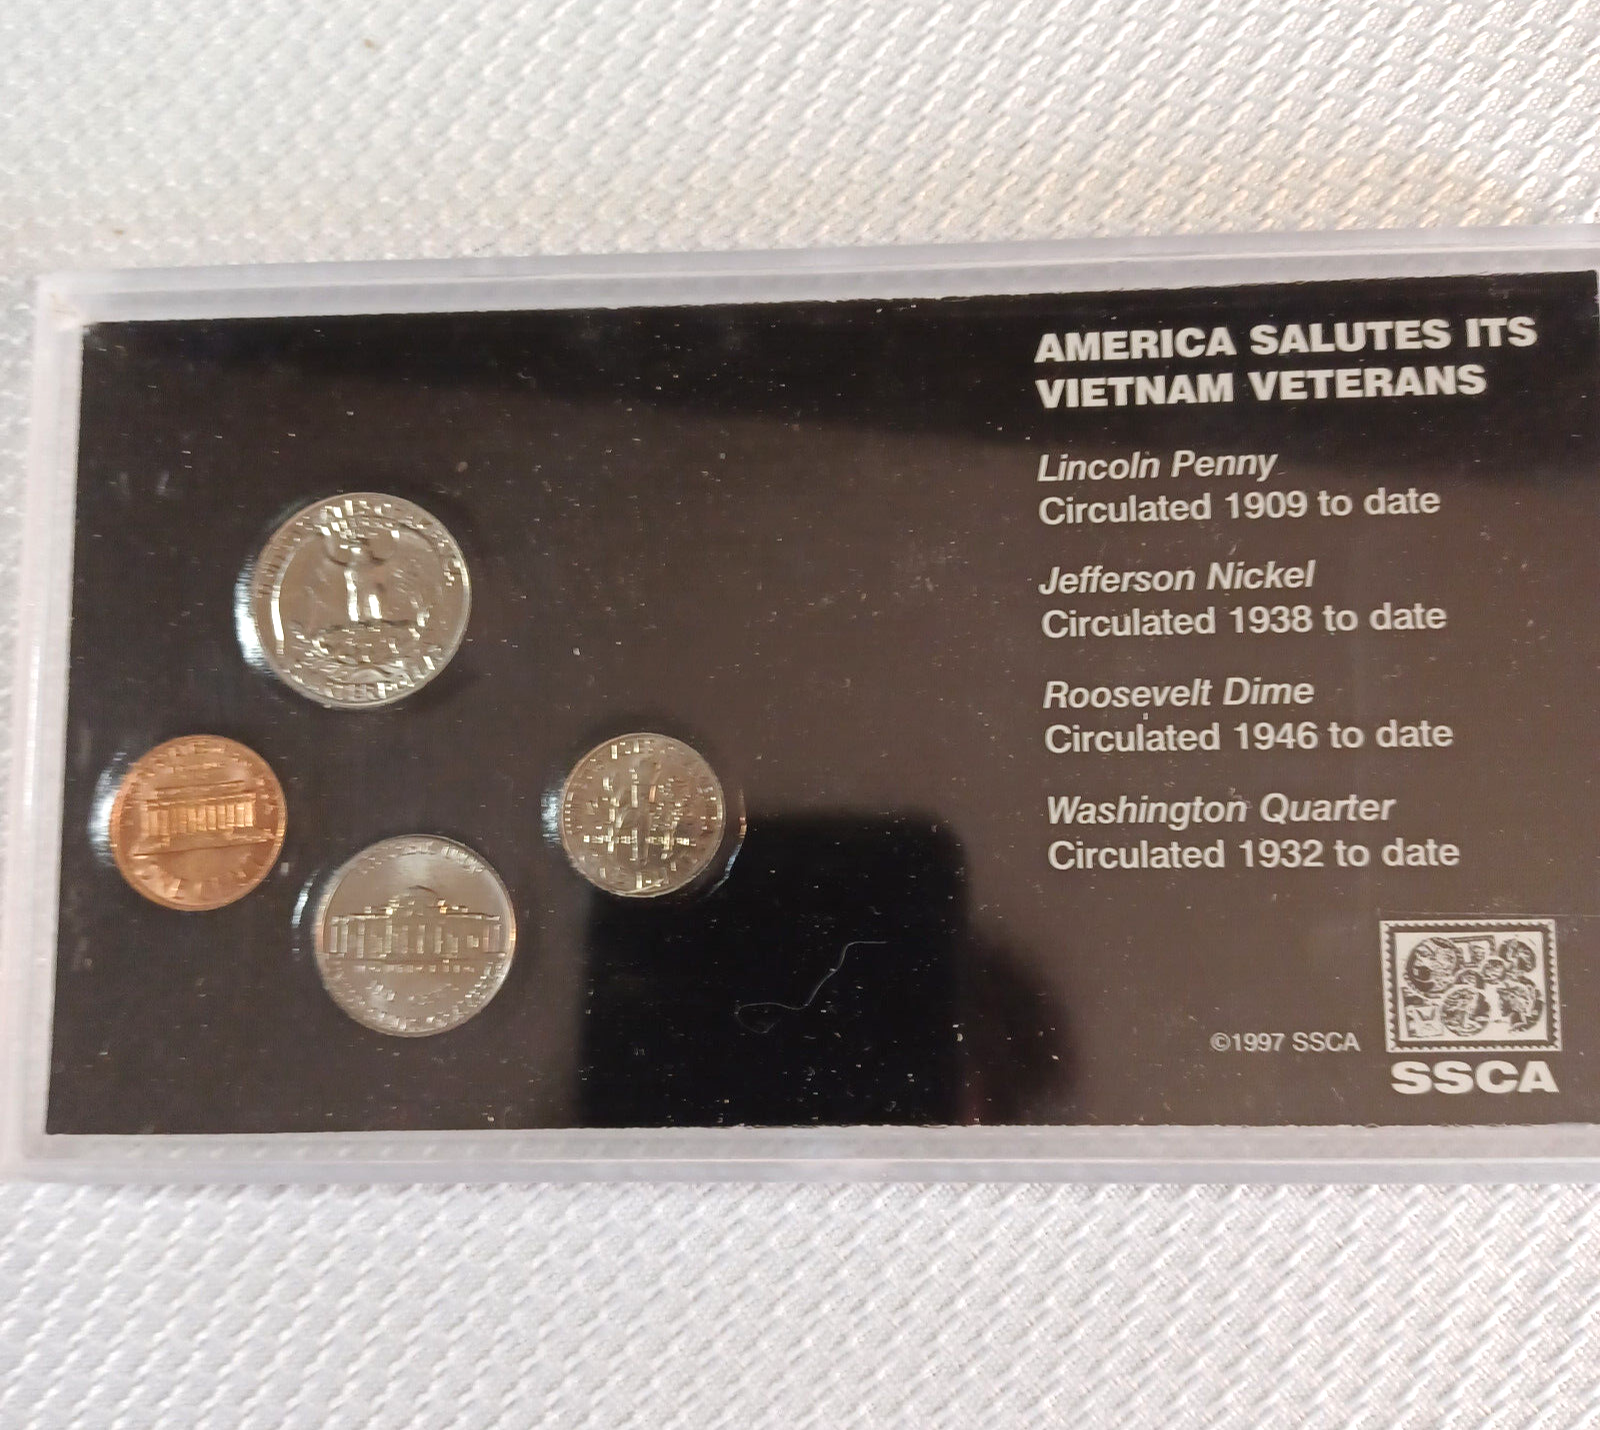 AMERICA SALUTES ITS
VIETNAM VETERANS
Lincoln Penny
Circulated 1909 to date
Jefferson Nickel
Circulated 1938 to date
Roosevelt Dime
Circulated 1946 to date
Washington Quarter
Circulated 1932 to date
©1997 SSCA
SSCA